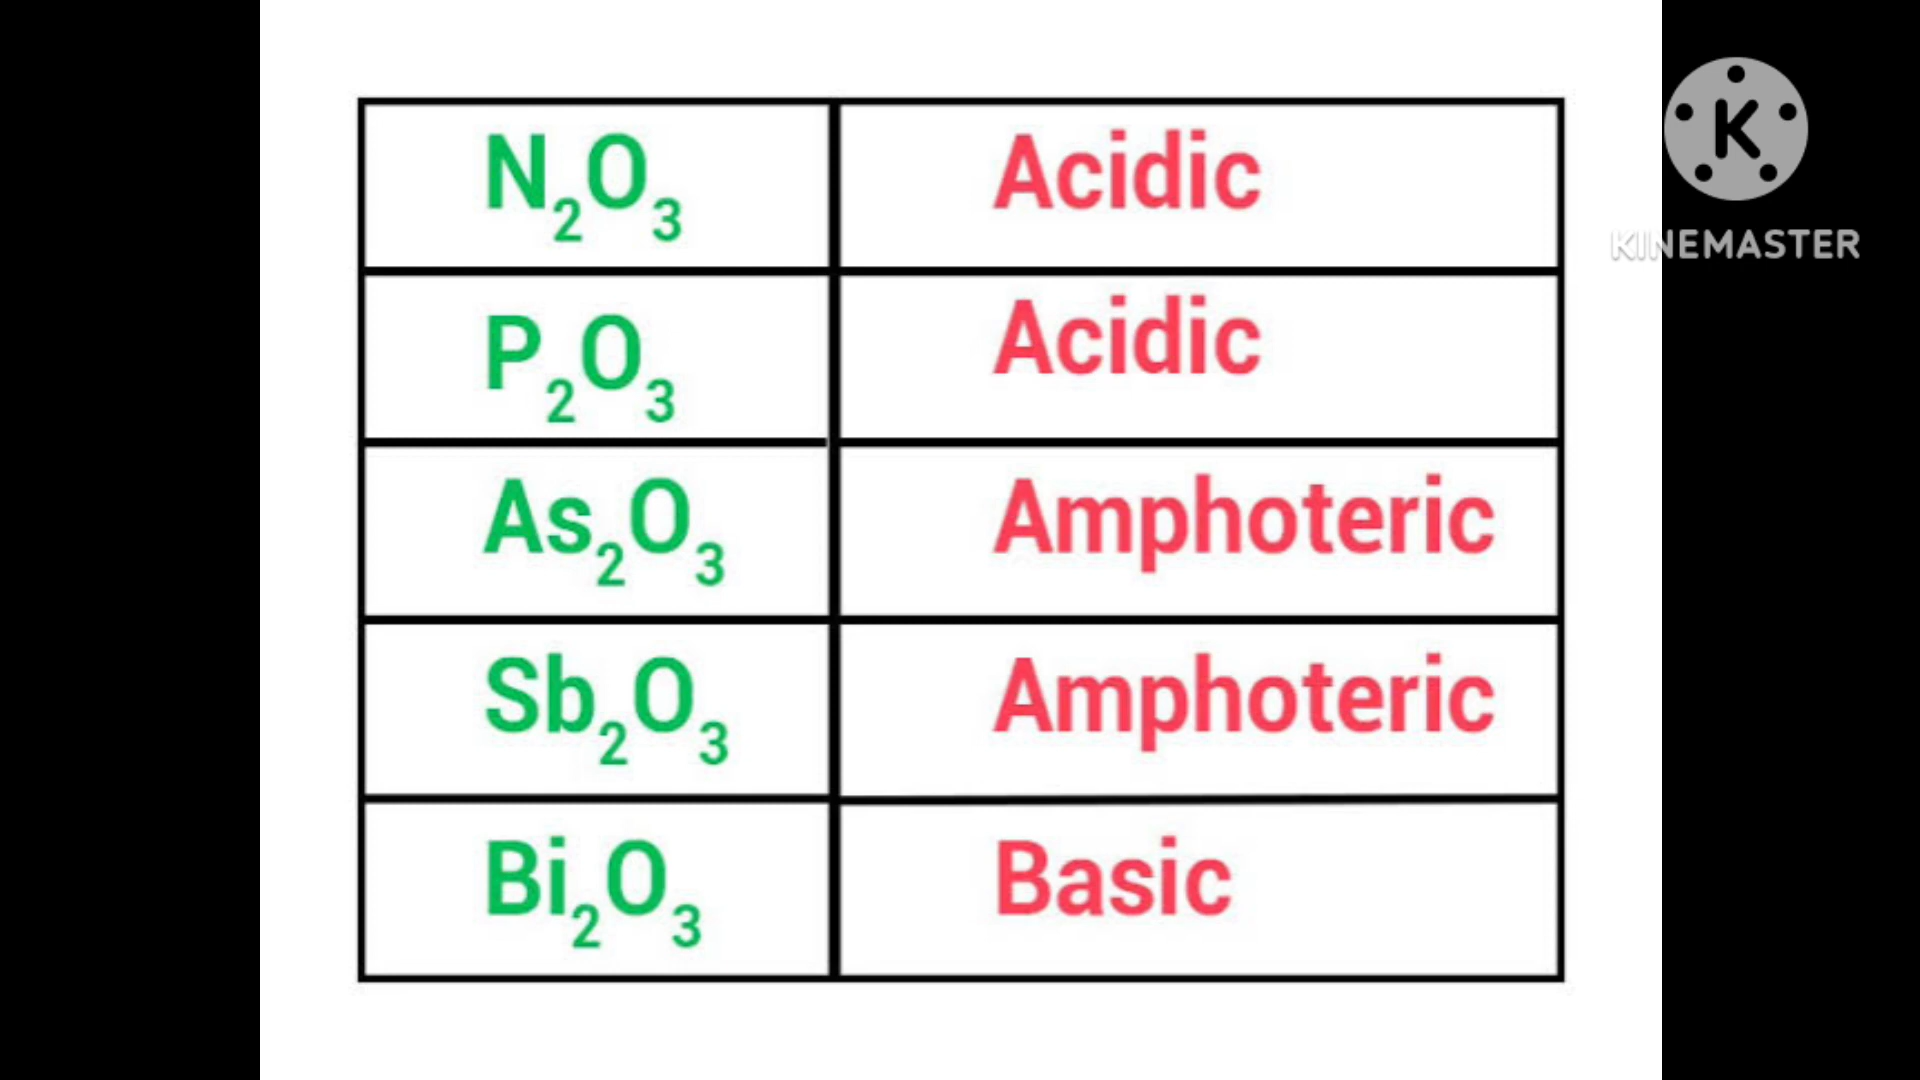 N₂O₃ Acidic
P₂O₃ Acidic
As₂O₃ Amphoteric
Sb₂O₃ Amphoteric
Bi₂O₃ Basic
K
KINEMASTER